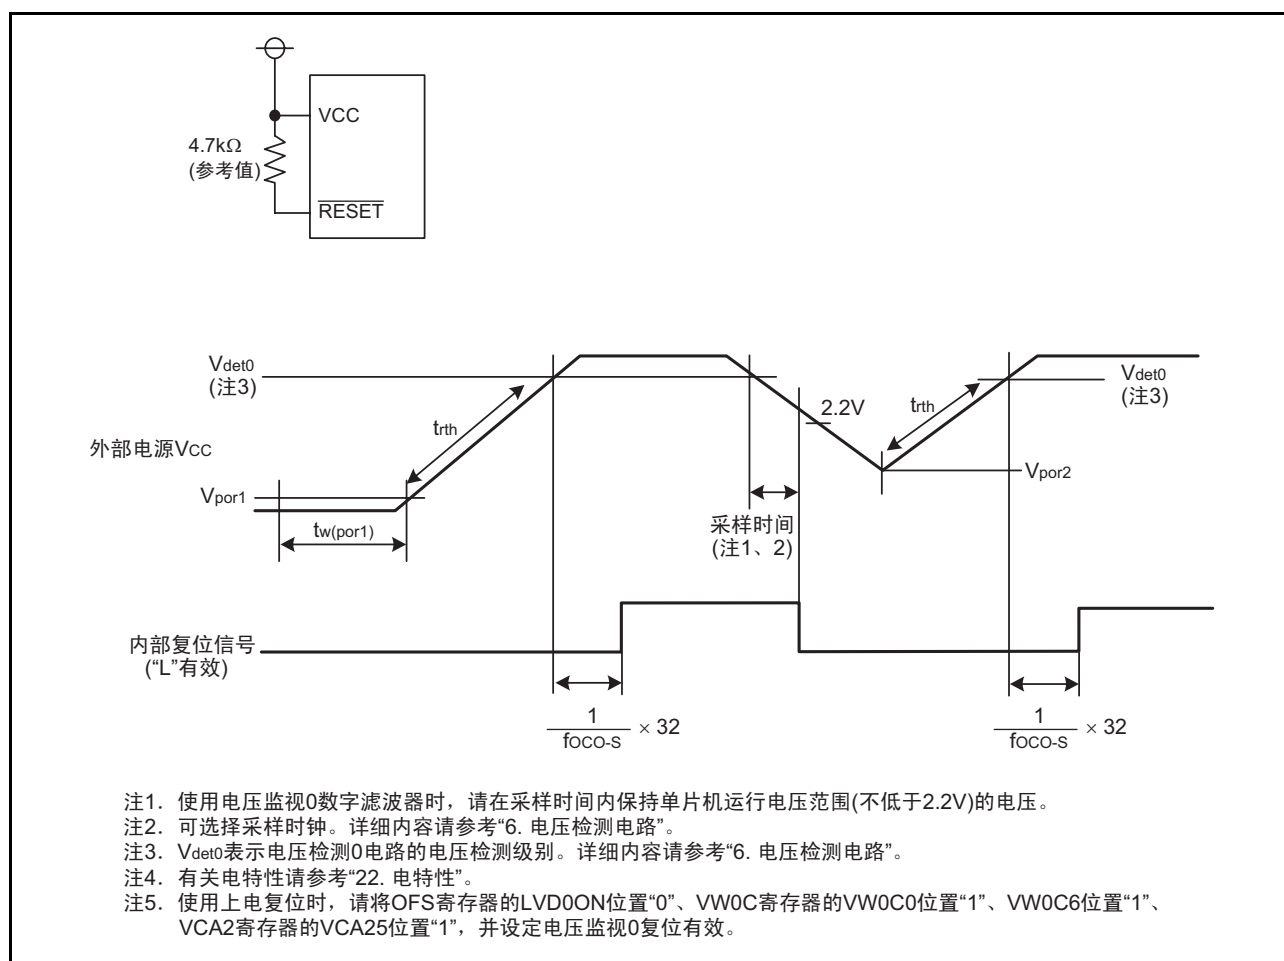 VCC
4.7kΩ
(参考值)
RESET
Vdet0
(注3)
trth
2.2V
trth
Vdet0
(注3)
外部电源VCC
Vpor1
Vpor2
tw(por1)
采样时间
(注1、2)
内部复位信号
(“L”有效)
1
fOCO-S
× 32
1
fOCO-S
× 32
注1. 使用电压监视0数字滤波器时，请在采样时间内保持单片机运行电压范围(不低于2.2V)的电压。
注2. 可选择采样时钟。详细内容请参考“6. 电压检测电路”。
注3. Vdet0表示电压检测0电路的电压检测级别。详细内容请参考“6. 电压检测电路”。
注4. 有关电特性请参考“22. 电特性”。
注5. 使用上电复位时，请将OFS寄存器的LVD0ON位置“0”、VW0C寄存器的VW0C0位置“1”、VW0C6位置“1”、
VCA2寄存器的VCA25位置“1”，并设定电压监视0复位有效。